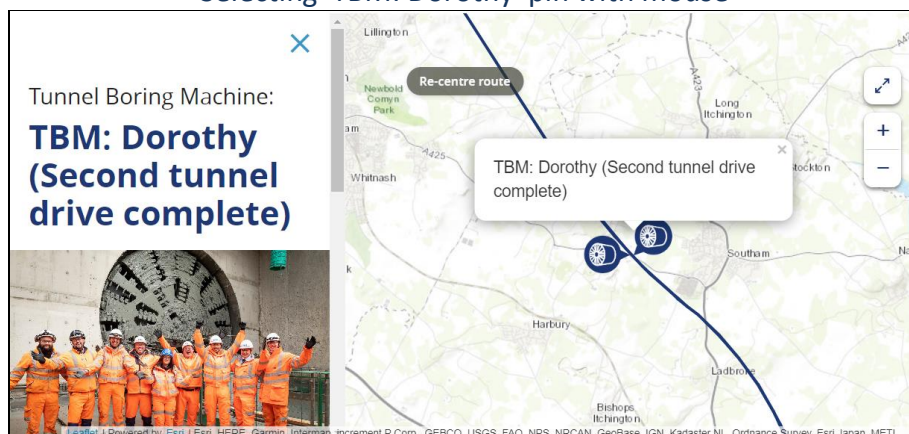 Selecting 'TBM: Dorothy' pin with mouse
Tunnel Boring Machine:
TBM: Dorothy
(Second tunnel
drive complete)
Lillington
Newbold
Comyn
Park
Re-centre route
A423
Long
Itchington
A425
Whitnash
TBM: Dorothy (Second tunnel drive
complete)
×
Stockton
+
−
Southam
Harbury
Ladbroke
Bishops
Itchington
Leaflet | Powered by Esri | Esri, HERE, Garmin, Intermap, increment P Corp., GEBCO, USGS, FAO, NPS, NRCAN, GeoBase, IGN, Kadaster NL, Ordnance Survey, Esri Japan, METI